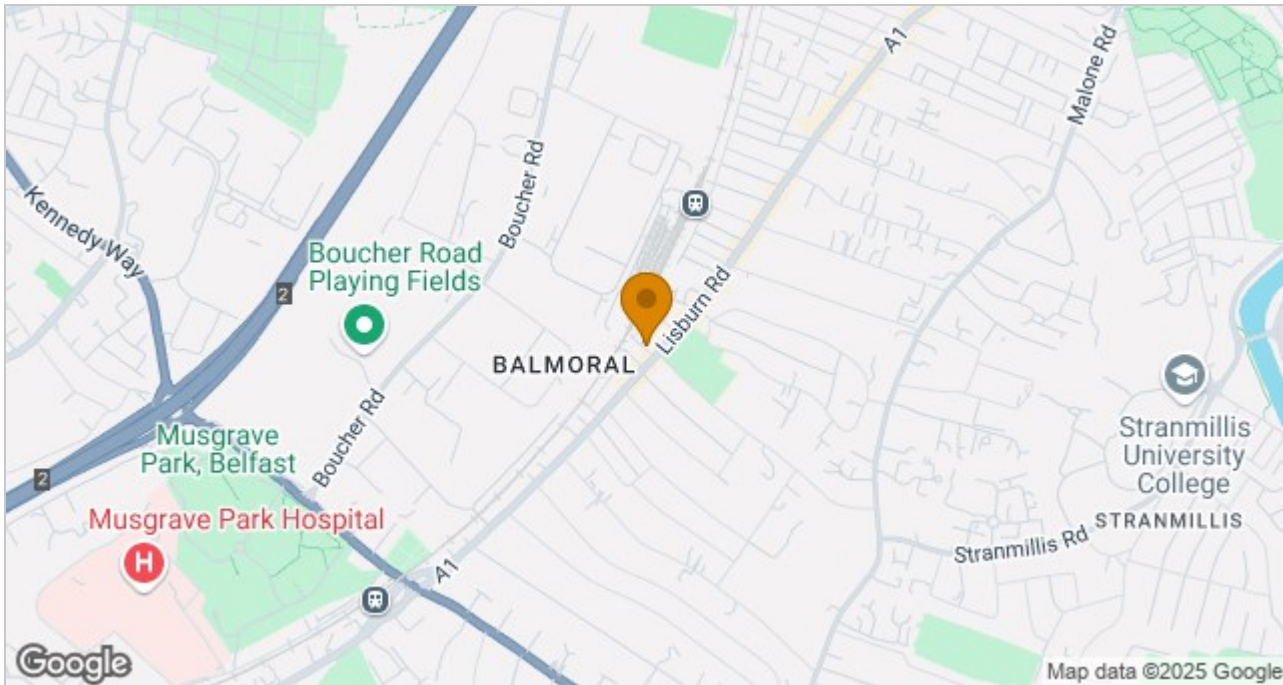 A1
Malone Rd
Kennedy Way
Boucher Rd
Boucher Road
Playing Fields
2
Lisburn Rd
BALMORAL
Boucher Rd
Musgrave
Park, Belfast
2
Musgrave Park Hospital
H
A1
Stranmillis
University
College
STRANMILLIS
Stranmillis Rd
Google
Map data ©2025 Google